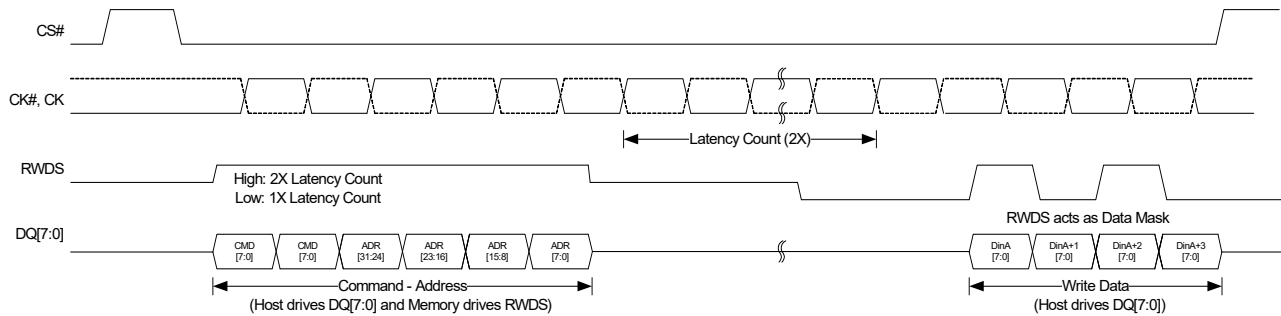 CS#
CK#, CK
Latency Count (2X)
RWDS
High: 2X Latency Count
Low: 1X Latency Count
RWDS acts as Data Mask
DQ[7:0]
CMD [7:0]
CMD [7:0]
ADR [31:24]
ADR [23:16]
ADR [15:8]
ADR [7:0]
DinA [7:0]
DinA+1 [7:0]
DinA+2 [7:0]
DinA+3 [7:0]
Command - Address
(Host drives DQ[7:0] and Memory drives RWDS)
Write Data
(Host drives DQ[7:0])